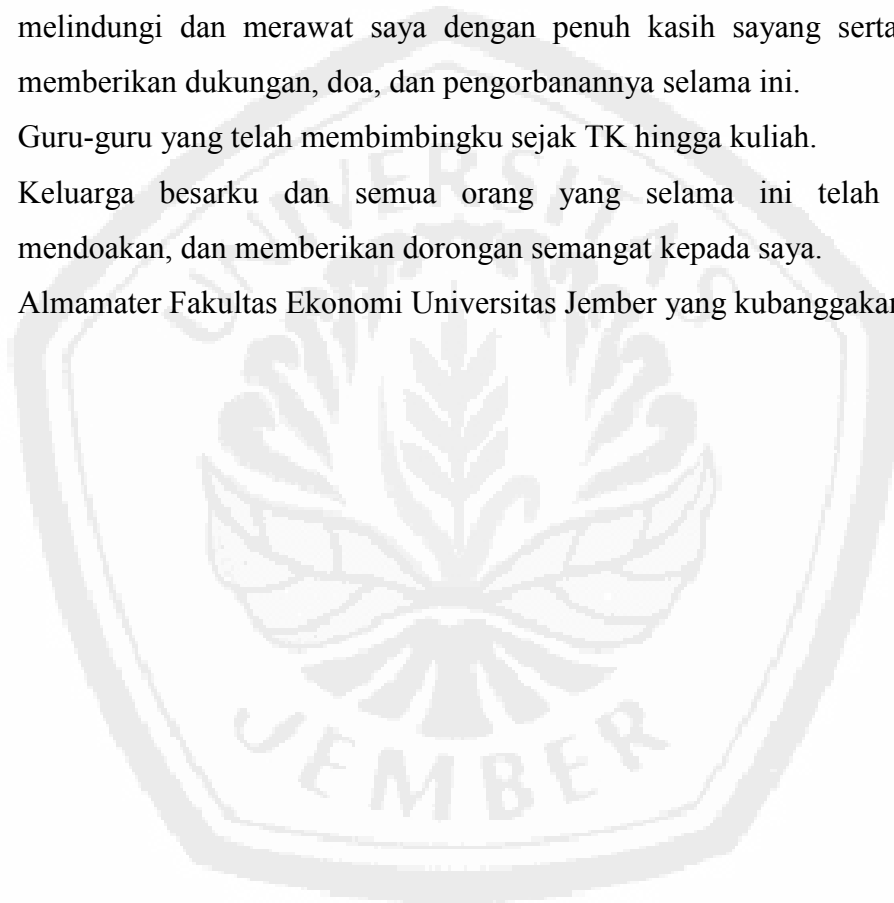 melindungi dan merawat saya dengan penuh kasih sayang serta
memberikan dukungan, doa, dan pengorbanannya selama ini.
Guru-guru yang telah membimbingku sejak TK hingga kuliah.
Keluarga besarku dan semua orang yang selama ini telah
mendoakan, dan memberikan dorongan semangat kepada saya.
Almamater Fakultas Ekonomi Universitas Jember yang kubanggakan
UNIVERSITAS
JEMBER